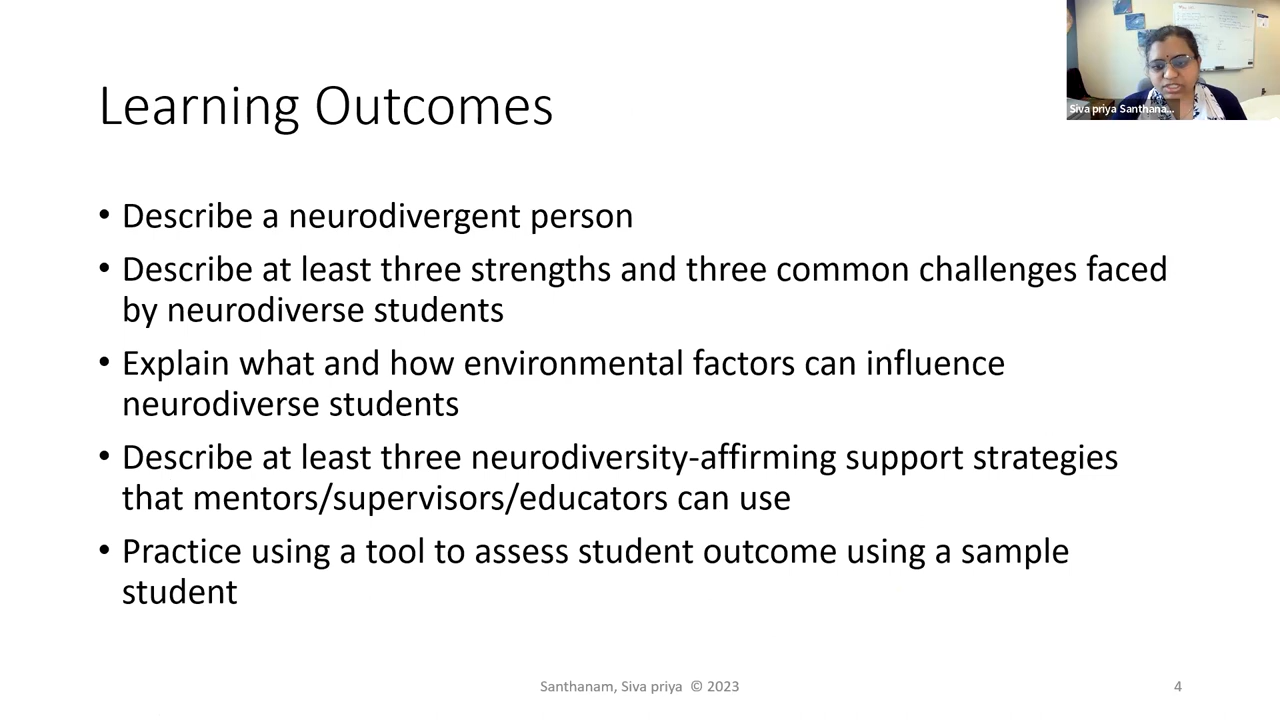 Learning Outcomes
Siva priya Santhana...
• Describe a neurodivergent person
• Describe at least three strengths and three common challenges faced
by neurodiverse students
• Explain what and how environmental factors can influence
neurodiverse students
• Describe at least three neurodiversity-affirming support strategies
that mentors/supervisors/educators can use
• Practice using a tool to assess student outcome using a sample
student
Santhanam, Siva priya © 2023
4